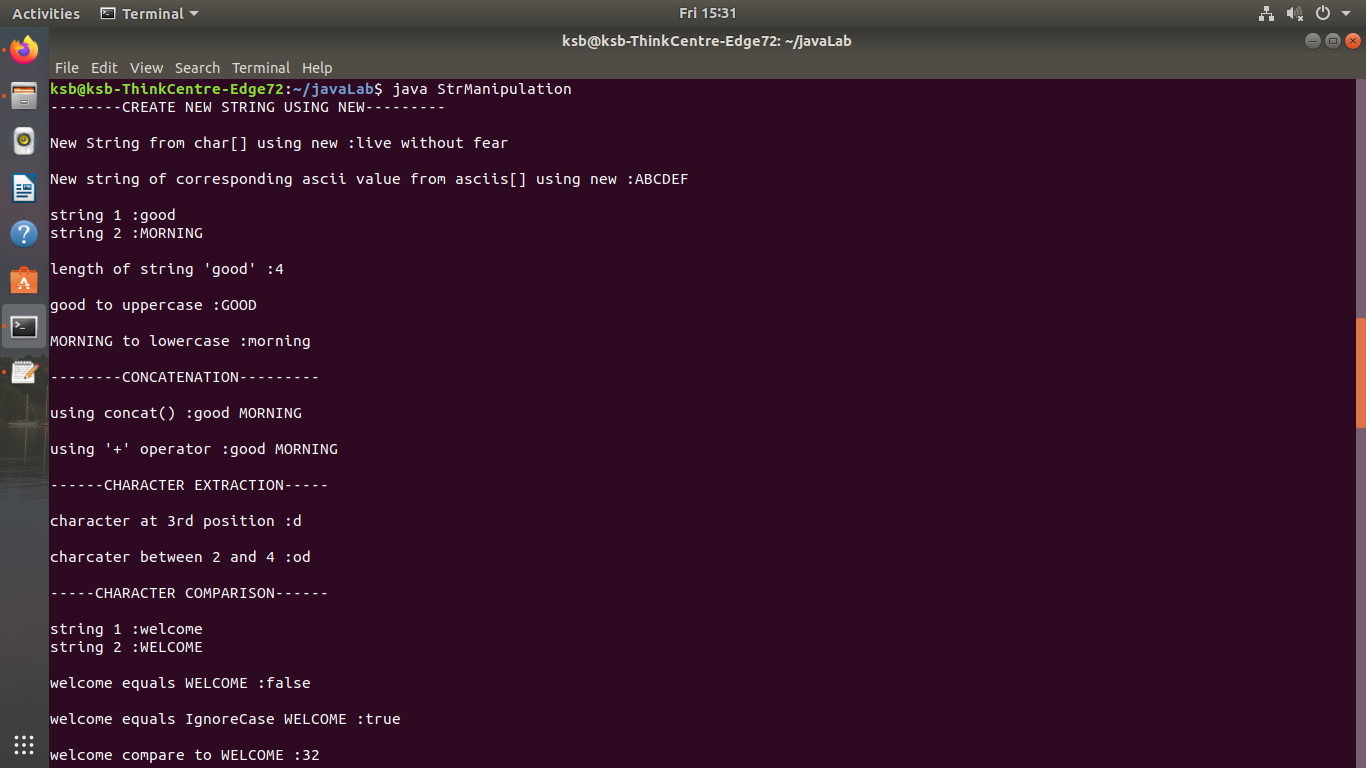 Activities Terminal Fri 15:31
ksb@ksb-ThinkCentre-Edge72: ~/javaLab
File Edit View Search Terminal Help
ksb@ksb-ThinkCentre-Edge72:~/javaLab$ java StrManipulation
--------CREATE NEW STRING USING NEW---------
New String from char[] using new :live without fear
New string of corresponding ascii value from asciis[] using new :ABCDEF
string 1 :good
string 2 :MORNING
length of string 'good' :4
good to uppercase :GOOD
MORNING to lowercase :morning
--------CONCATENATION---------
using concat() :good MORNING
using '+' operator :good MORNING
------CHARACTER EXTRACTION-----
character at 3rd position :d
charcater between 2 and 4 :od
-----CHARACTER COMPARISON------
string 1 :welcome
string 2 :WELCOME
welcome equals WELCOME :false
welcome equals IgnoreCase WELCOME :true
welcome compare to WELCOME :32